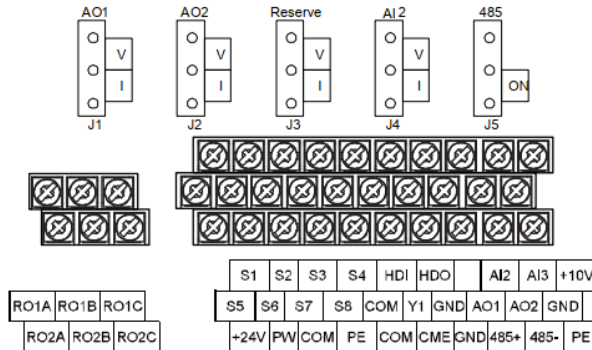 AO1 AO2 Reserve AI2 485
V V V V
I I I I ON
J1 J2 J3 J4 J5
S1 S2 S3 S4 HDI HDO AI2 AI3 +10V
RO1A RO1B RO1C S5 S6 S7 S8 COM Y1 GND AO1 AO2 GND
RO2A RO2B RO2C +24V PW COM PE COM CME GND 485+ 485- PE